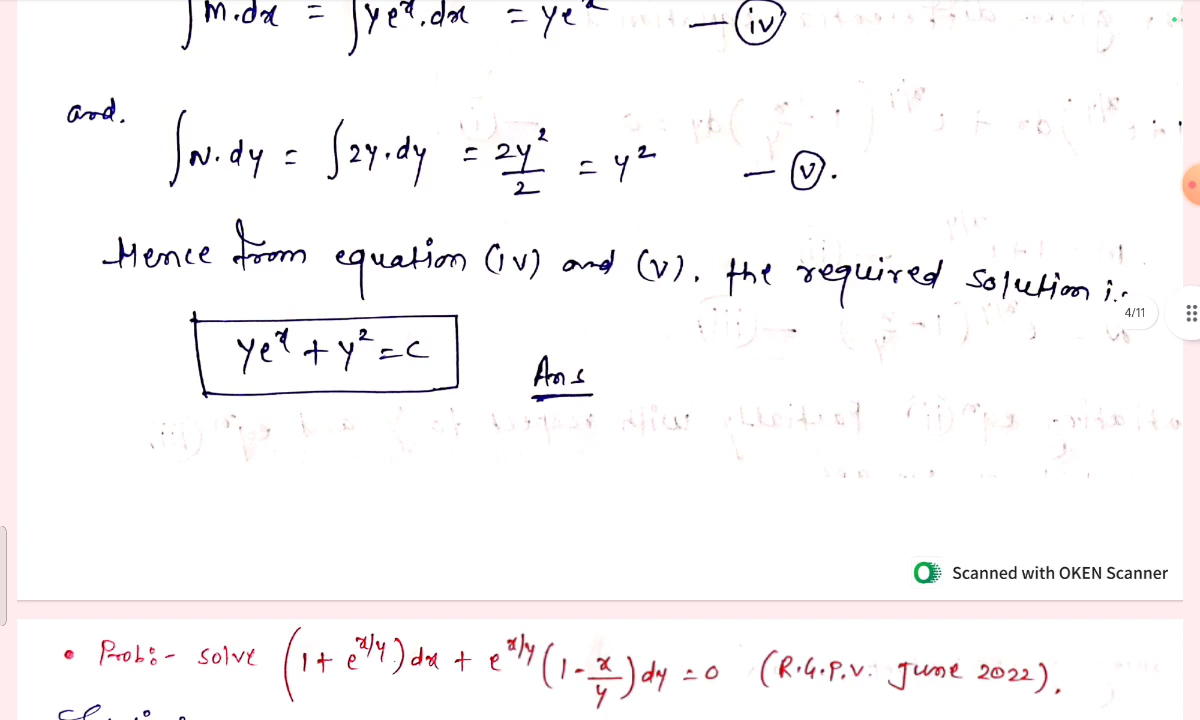 ∫M.dx = ∫ye^x.dx = ye^x — (iv)
and.
∫N.dy = ∫2y.dy = 2y²/2 = y² — (v).
Hence from equation (iv) and (v), the required solution is
4/11
ye^x + y² = c
Ans
Scanned with OKEN Scanner
• Prob:- solve (1 + e^x/y) dx + e^x/y (1 - x/y) dy = 0 (R.G.P.V. June 2022).